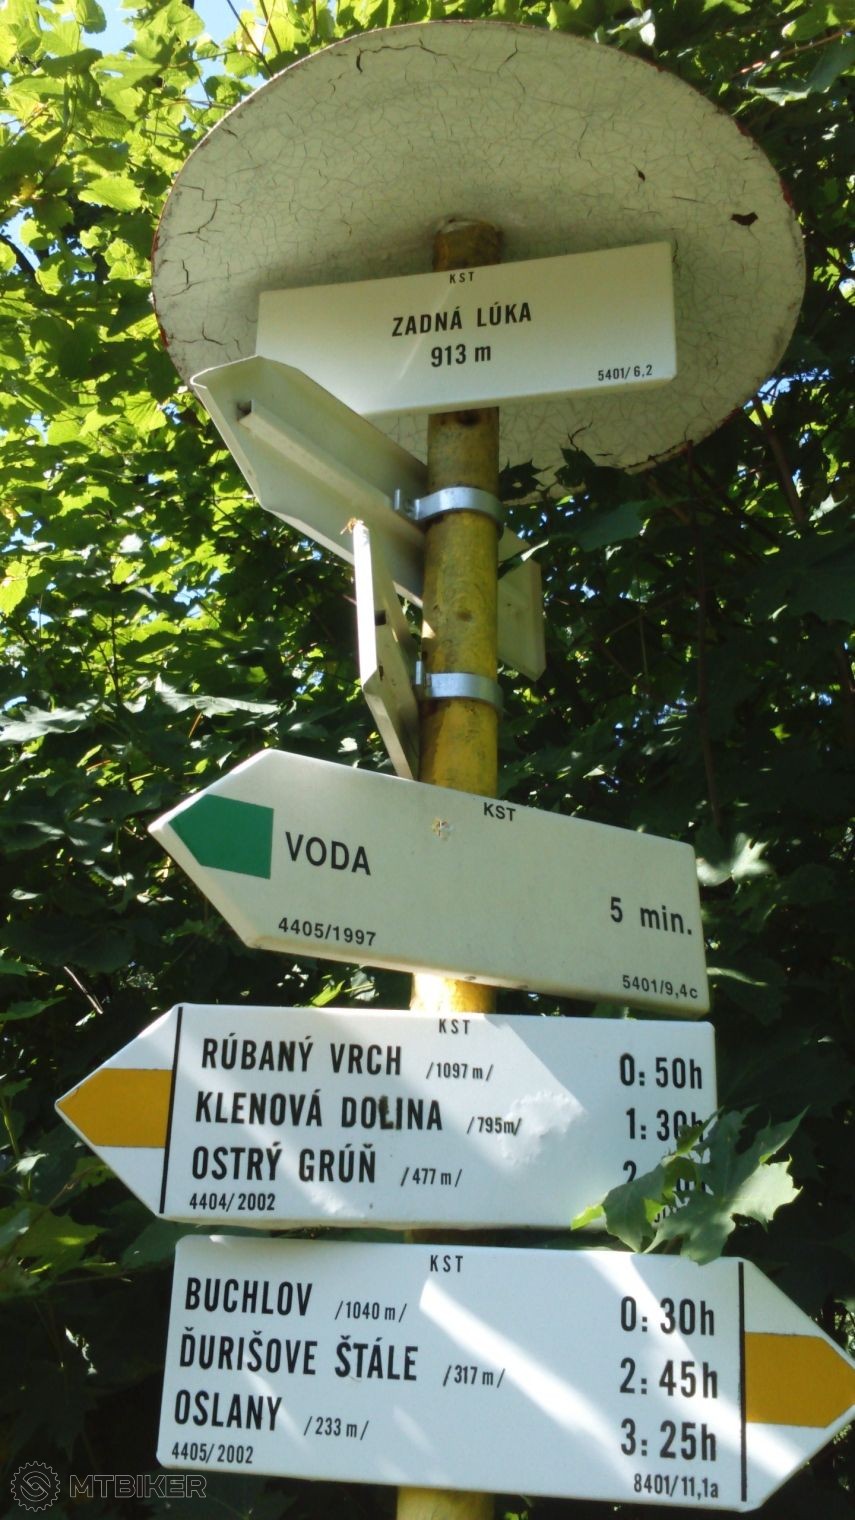 KST
ZADNÁ LÚKA
913 m
5401/6,2
KST
VODA
5 min.
4405/1997
5401/9,4c
KST
RÚBANÝ VRCH /1097 m/ 0:50h
KLENOVÁ DOLINA /795m/ 1:30h
OSTRÝ GRÚŇ /477 m/
4404/2002
KST
BUCHLOV /1040 m/ 0:30h
ĎURIŠOVE ŠTÁLE /317 m/ 2:45h
OSLANY /233 m/ 3:25h
4405/2002
8401/11,1a
MTBIKER